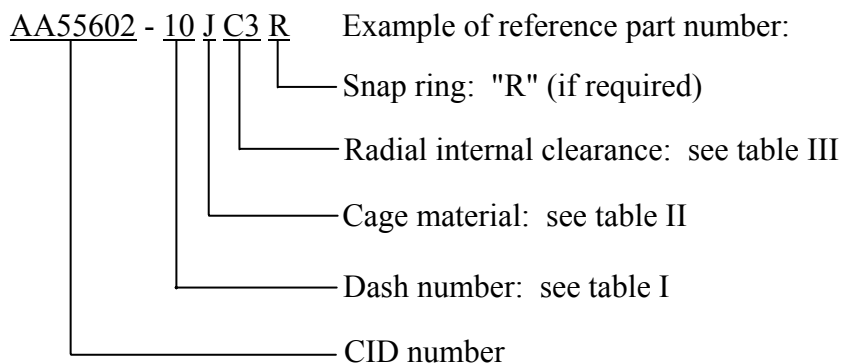 AA55602 - 10 J C3 R Example of reference part number:
Snap ring: "R" (if required)
Radial internal clearance: see table III
Cage material: see table II
Dash number: see table I
CID number